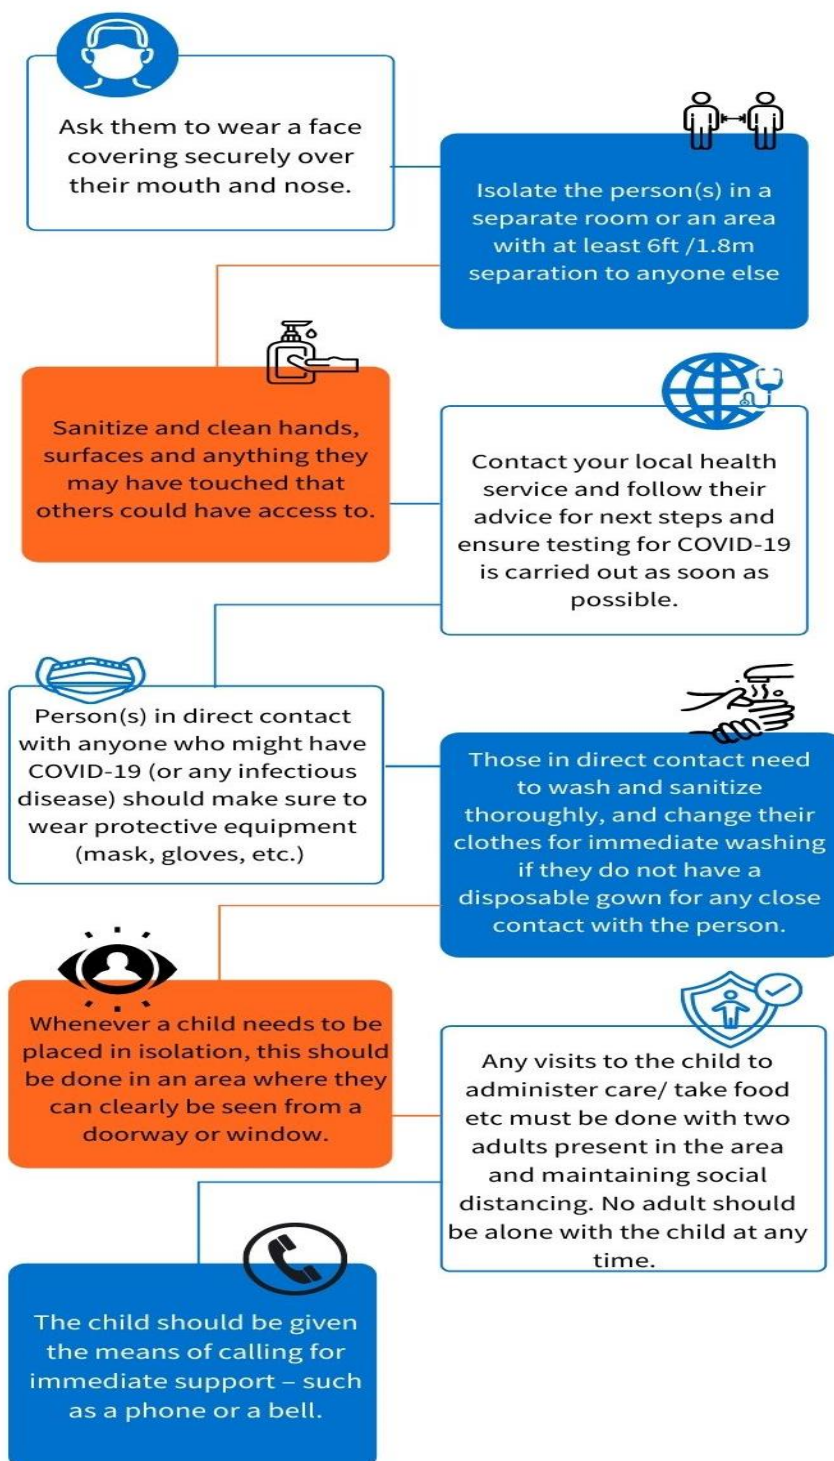 Ask them to wear a face
covering securely over
their mouth and nose.
Isolate the person(s) in a
separate room or an area
with at least 6ft /1.8m
separation to anyone else
Sanitize and clean hands,
surfaces and anything they
may have touched that
others could have access to.
Contact your local health
service and follow their
advice for next steps and
ensure testing for COVID-19
is carried out as soon as
possible.
Person(s) in direct contact
with anyone who might have
COVID-19 (or any infectious
disease) should make sure to
wear protective equipment
(mask, gloves, etc.)
Those in direct contact need
to wash and sanitize
thoroughly, and change their
clothes for immediate washing
if they do not have a
disposable gown for any close
contact with the person.
Whenever a child needs to be
placed in isolation, this should
be done in an area where they
can clearly be seen from a
doorway or window.
Any visits to the child to
administer care/ take food
etc must be done with two
adults present in the area
and maintaining social
distancing. No adult should
be alone with the child at any
time.
The child should be given
the means of calling for
immediate support – such
as a phone or a bell.